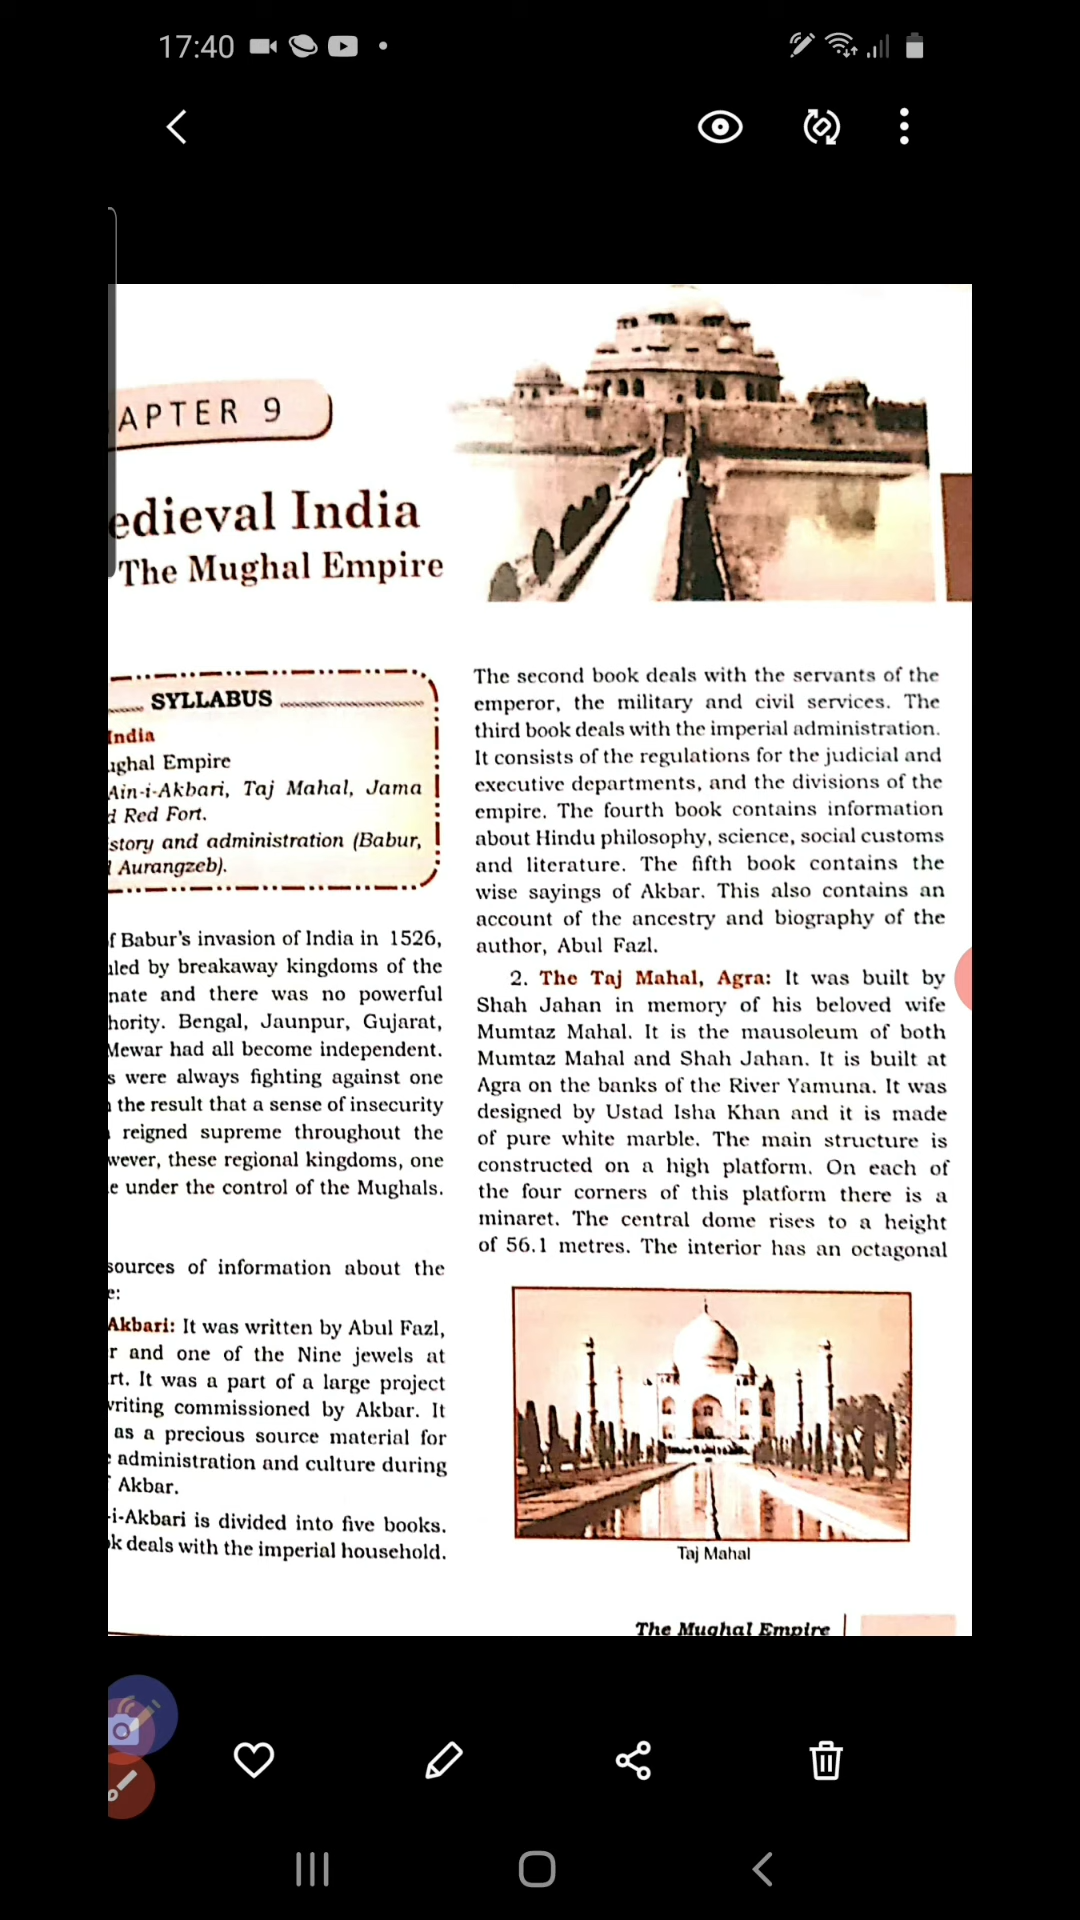 17:40
APTER 9
edieval India
The Mughal Empire
SYLLABUS
India
ughal Empire
Ain-i-Akbari, Taj Mahal, Jama
d Red Fort.
story and administration (Babur,
Aurangzeb).
f Babur's invasion of India in 1526,
uled by breakaway kingdoms of the
nate and there was no powerful
hority. Bengal, Jaunpur, Gujarat,
Mewar had all become independent.
s were always fighting against one
the result that a sense of insecurity
reigned supreme throughout the
wever, these regional kingdoms, one
e under the control of the Mughals.
sources of information about the
e:
Akbari: It was written by Abul Fazl,
r and one of the Nine jewels at
rt. It was a part of a large project
writing commissioned by Akbar. It
as a precious source material for
administration and culture during
Akbar.
-i-Akbari is divided into five books.
k deals with the imperial household.
The second book deals with the servants of the
emperor, the military and civil services. The
third book deals with the imperial administration.
It consists of the regulations for the judicial and
executive departments, and the divisions of the
empire. The fourth book contains information
about Hindu philosophy, science, social customs
and literature. The fifth book contains the
wise sayings of Akbar. This also contains an
account of the ancestry and biography of the
author, Abul Fazl.
2. The Taj Mahal, Agra: It was built by
Shah Jahan in memory of his beloved wife
Mumtaz Mahal. It is the mausoleum of both
Mumtaz Mahal and Shah Jahan. It is built at
Agra on the banks of the River Yamuna. It was
designed by Ustad Isha Khan and it is made
of pure white marble. The main structure is
constructed on a high platform. On each of
the four corners of this platform there is a
minaret. The central dome rises to a height
of 56.1 metres. The interior has an octagonal
Taj Mahal
The Mughal Empire